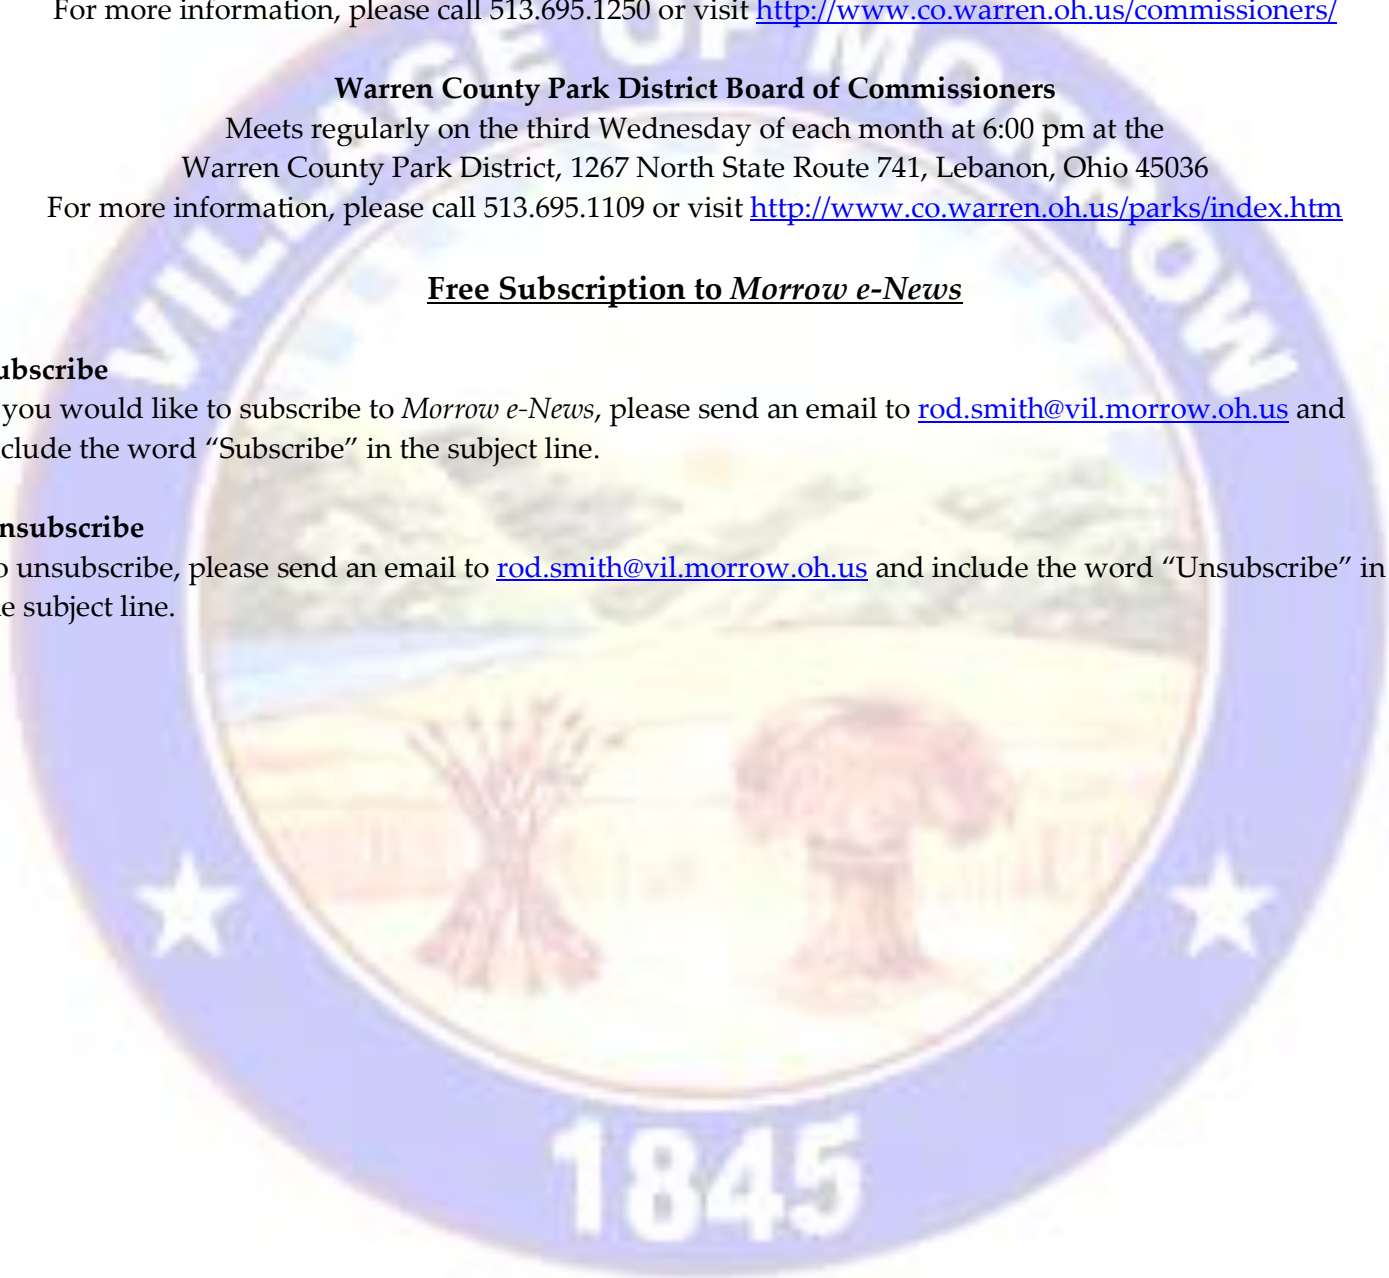 For more information, please call 513.695.1250 or visit http://www.co.warren.oh.us/commissioners/
Warren County Park District Board of Commissioners
Meets regularly on the third Wednesday of each month at 6:00 pm at the
Warren County Park District, 1267 North State Route 741, Lebanon, Ohio 45036
For more information, please call 513.695.1109 or visit http://www.co.warren.oh.us/parks/index.htm
Free Subscription to Morrow e-News
ubscribe
you would like to subscribe to Morrow e-News, please send an email to rod.smith@vil.morrow.oh.us and
clude the word “Subscribe” in the subject line.
nsubscribe
o unsubscribe, please send an email to rod.smith@vil.morrow.oh.us and include the word “Unsubscribe” in
e subject line.
VILLAGE OF MORROW
1845